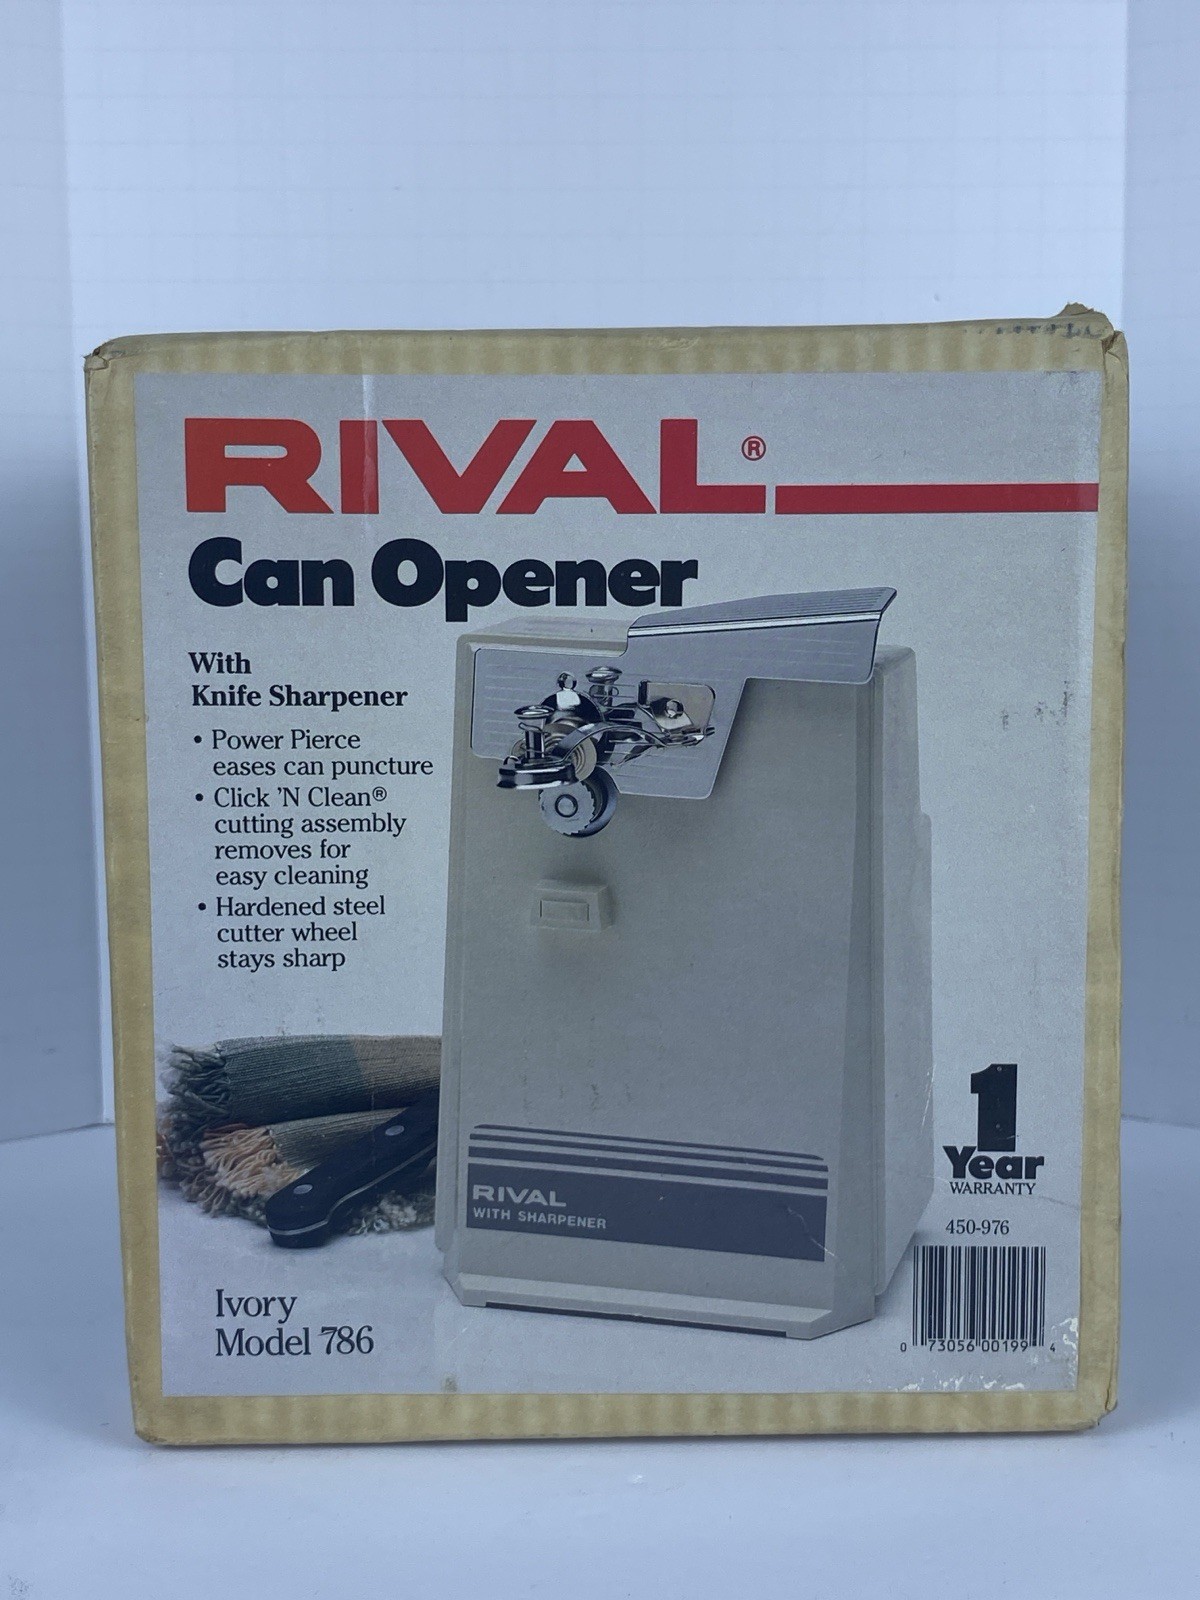 RIVAL®
Can Opener
With
Knife Sharpener
• Power Pierce
eases can puncture
• Click 'N Clean®
cutting assembly
removes for
easy cleaning
• Hardened steel
cutter wheel
stays sharp
RIVAL
WITH SHARPENER
1
Year
WARRANTY
450-976
0 73056 00199 4
Ivory
Model 786